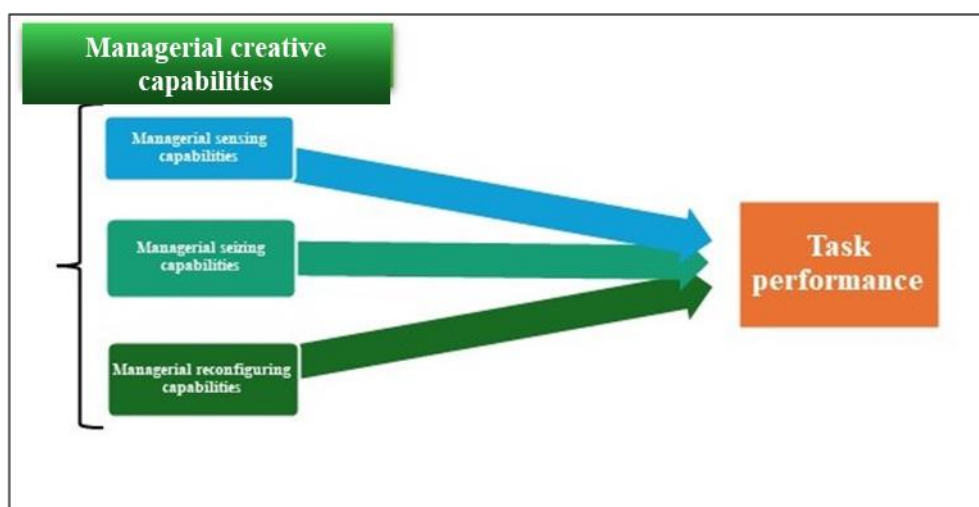 Managerial creative
capabilities
Managerial sensing
capabilities
Managerial seizing
capabilities
Managerial reconfiguring
capabilities
Task
performance